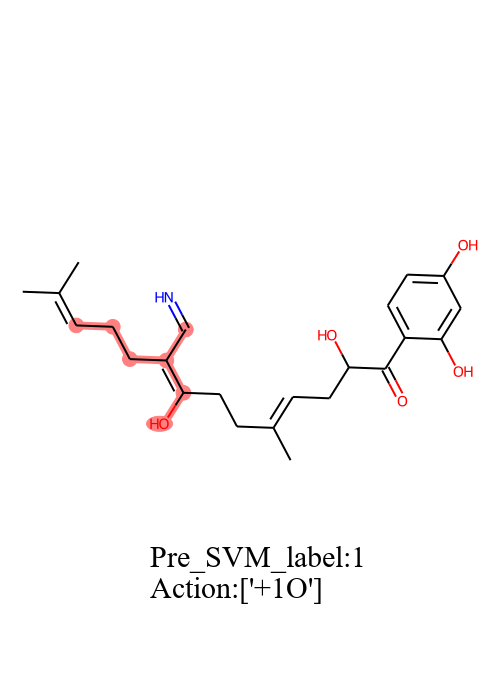 OH
HN
HO
OH
O
HO
Pre_SVM_label:1
Action:['+1O']